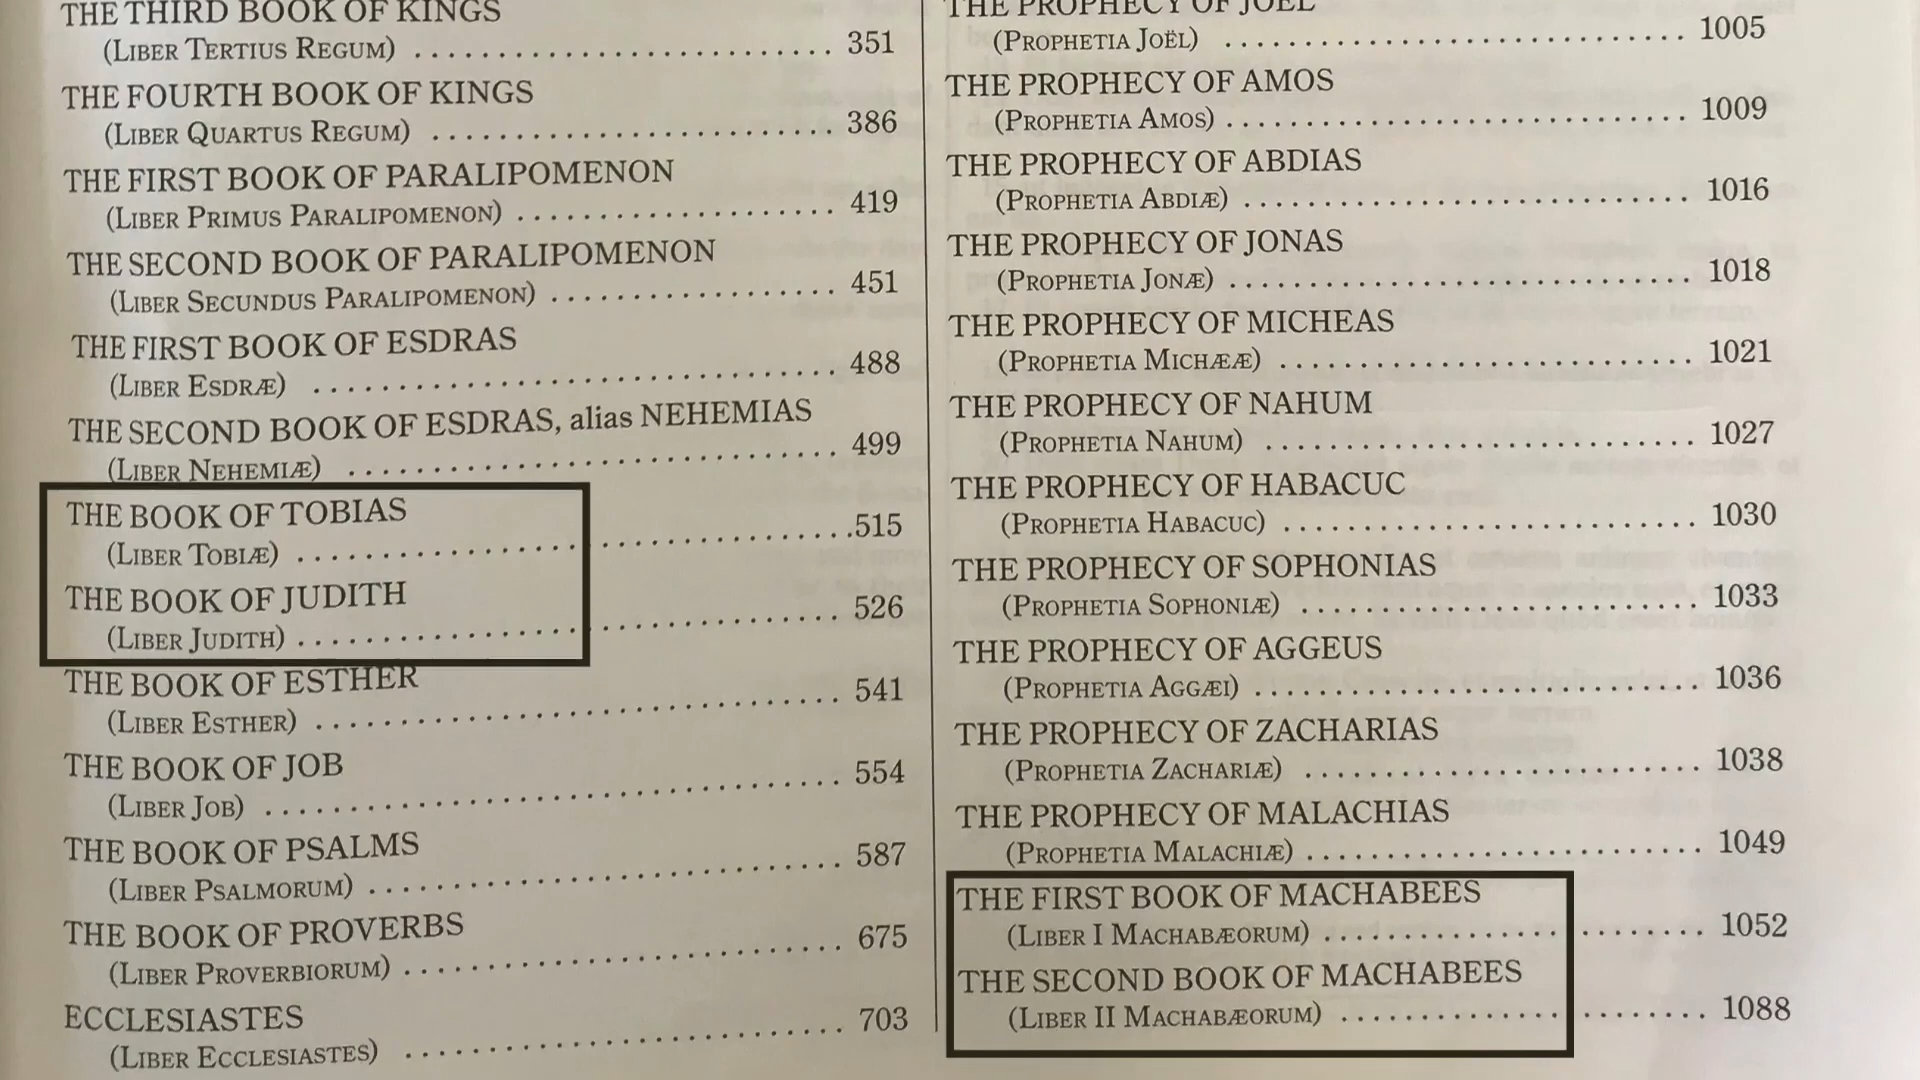 THE THIRD BOOK OF KINGS
(LIBER TERTIUS REGUM) . . . . . . . . . . . . . . . . . . . . . . . . . . . . 351
THE FOURTH BOOK OF KINGS
(LIBER QUARTUS REGUM) . . . . . . . . . . . . . . . . . . . . . . . . . . . 386
THE FIRST BOOK OF PARALIPOMENON
(LIBER PRIMUS PARALIPOMENON) . . . . . . . . . . . . . . . . . . . . . 419
THE SECOND BOOK OF PARALIPOMENON
(LIBER SECUNDUS PARALIPOMENON) . . . . . . . . . . . . . . . . . . . 451
THE FIRST BOOK OF ESDRAS
(LIBER ESDRÆ) . . . . . . . . . . . . . . . . . . . . . . . . . . . . . . . . . . . 488
THE SECOND BOOK OF ESDRAS, alias NEHEMIAS
(LIBER NEHEMIÆ) . . . . . . . . . . . . . . . . . . . . . . . . . . . . . . . . . 499
THE BOOK OF TOBIAS
(LIBER TOBIÆ) . . . . . . . . . . . . . . . . . . . . . . . . . . . . . . . . . . . .515
THE BOOK OF JUDITH
(LIBER JUDITH) . . . . . . . . . . . . . . . . . . . . . . . . . . . . . . . . . . . 526
THE BOOK OF ESTHER
(LIBER ESTHER) . . . . . . . . . . . . . . . . . . . . . . . . . . . . . . . . . . . 541
THE BOOK OF JOB
(LIBER JOB) . . . . . . . . . . . . . . . . . . . . . . . . . . . . . . . . . . . . . . 554
THE BOOK OF PSALMS
(LIBER PSALMORUM) . . . . . . . . . . . . . . . . . . . . . . . . . . . . . . . 587
THE BOOK OF PROVERBS
(LIBER PROVERBIORUM) . . . . . . . . . . . . . . . . . . . . . . . . . . . . . 675
ECCLESIASTES
(LIBER ECCLESIASTES) . . . . . . . . . . . . . . . . . . . . . . . . . . . . . 703
THE PROPHECY OF JOEL
(PROPHETIA JOËL) . . . . . . . . . . . . . . . . . . . . . . . . . . . . . . . 1005
THE PROPHECY OF AMOS
(PROPHETIA AMOS) . . . . . . . . . . . . . . . . . . . . . . . . . . . . . . . 1009
THE PROPHECY OF ABDIAS
(PROPHETIA ABDIÆ) . . . . . . . . . . . . . . . . . . . . . . . . . . . . . . 1016
THE PROPHECY OF JONAS
(PROPHETIA JONÆ) . . . . . . . . . . . . . . . . . . . . . . . . . . . . . . . 1018
THE PROPHECY OF MICHEAS
(PROPHETIA MICHÆÆ) . . . . . . . . . . . . . . . . . . . . . . . . . . . . 1021
THE PROPHECY OF NAHUM
(PROPHETIA NAHUM) . . . . . . . . . . . . . . . . . . . . . . . . . . . . . 1027
THE PROPHECY OF HABACUC
(PROPHETIA HABACUC) . . . . . . . . . . . . . . . . . . . . . . . . . . . . 1030
THE PROPHECY OF SOPHONIAS
(PROPHETIA SOPHONIÆ) . . . . . . . . . . . . . . . . . . . . . . . . . . . 1033
THE PROPHECY OF AGGEUS
(PROPHETIA AGGÆI) . . . . . . . . . . . . . . . . . . . . . . . . . . . . . . 1036
THE PROPHECY OF ZACHARIAS
(PROPHETIA ZACHARIÆ) . . . . . . . . . . . . . . . . . . . . . . . . . . . 1038
THE PROPHECY OF MALACHIAS
(PROPHETIA MALACHIÆ) . . . . . . . . . . . . . . . . . . . . . . . . . . . 1049
THE FIRST BOOK OF MACHABEES
(LIBER I MACHABÆORUM) . . . . . . . . . . . . . . . . . . . . . . . . . . 1052
THE SECOND BOOK OF MACHABEES
(LIBER II MACHABÆORUM) . . . . . . . . . . . . . . . . . . . . . . . . . 1088